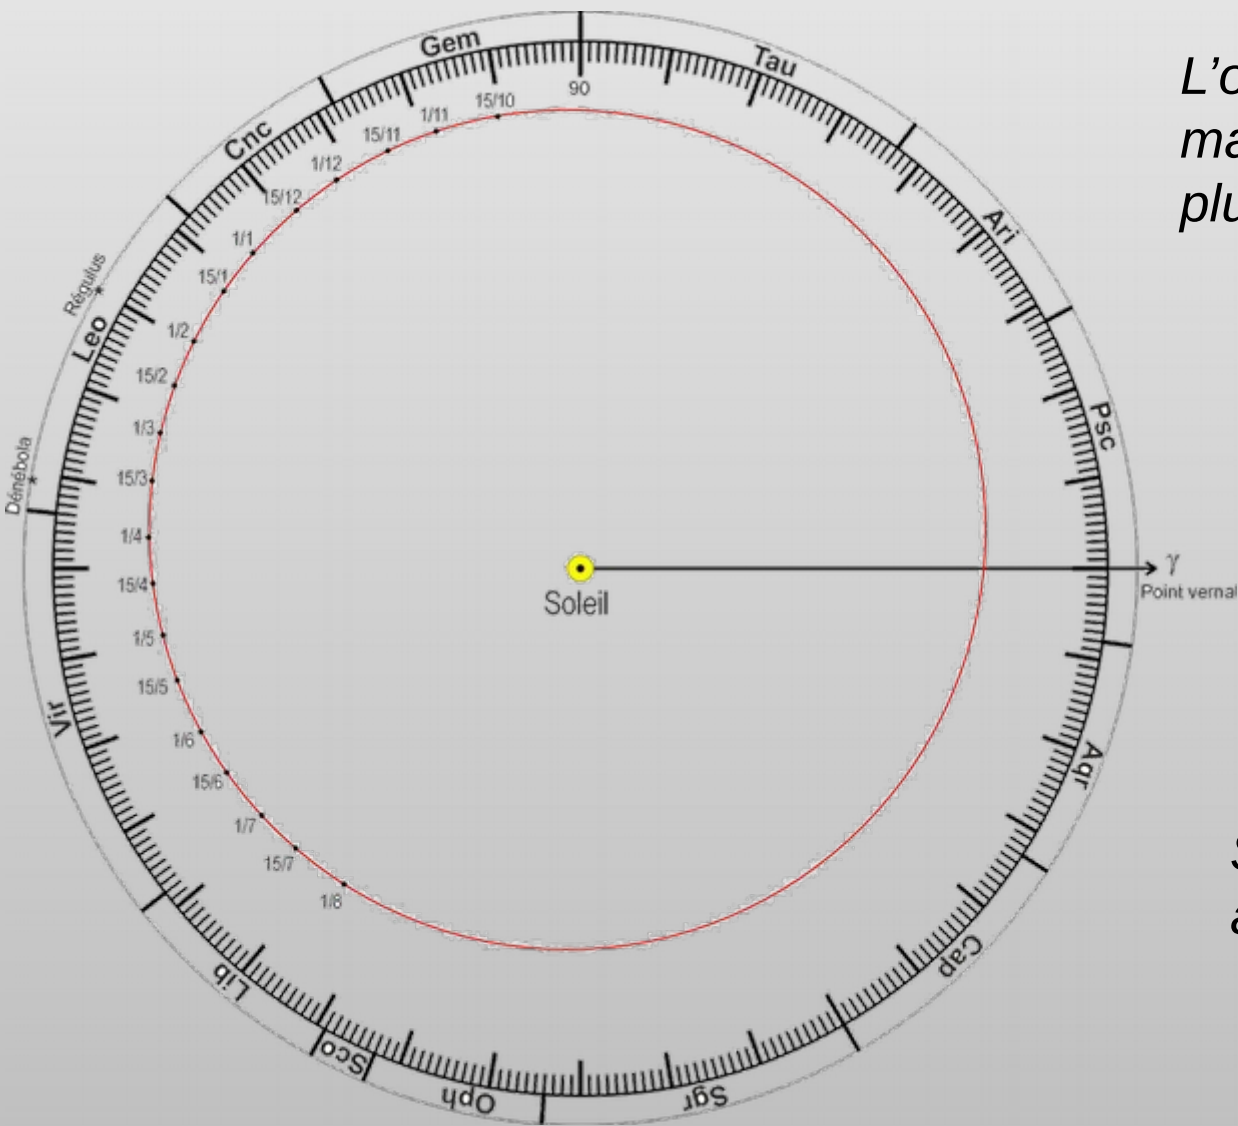 Gem
Tau
Cnc
Ari
Leo
Psc
Vir
Aqr
Lib
Cap
Sco
Oph
Sgr
90
15/10
1/11
15/11
1/12
15/12
1/1
15/1
1/2
15/2
1/3
15/3
1/4
15/4
1/5
15/5
1/6
15/6
1/7
15/7
1/8
Régulus
Dénébola
Soleil
γ
Point vernal
L’o
ma
plu